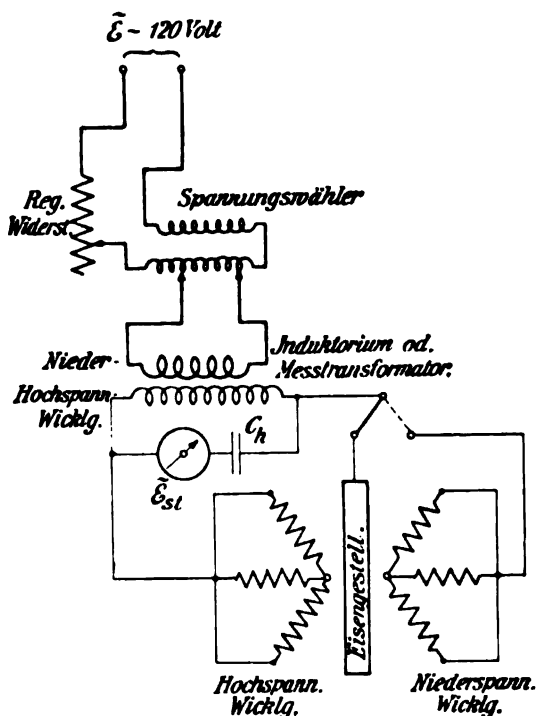 Ẽ ~ 120 Volt
Reg.
Widerst.
Spannungswähler
Nieder-
Hochspann.
Wicklg.
Induktorium od.
Messtransformator.
C_h
Ẽ_st
Eisengestell.
Hochspann.
Wicklg.
Niederspann.
Wicklg.